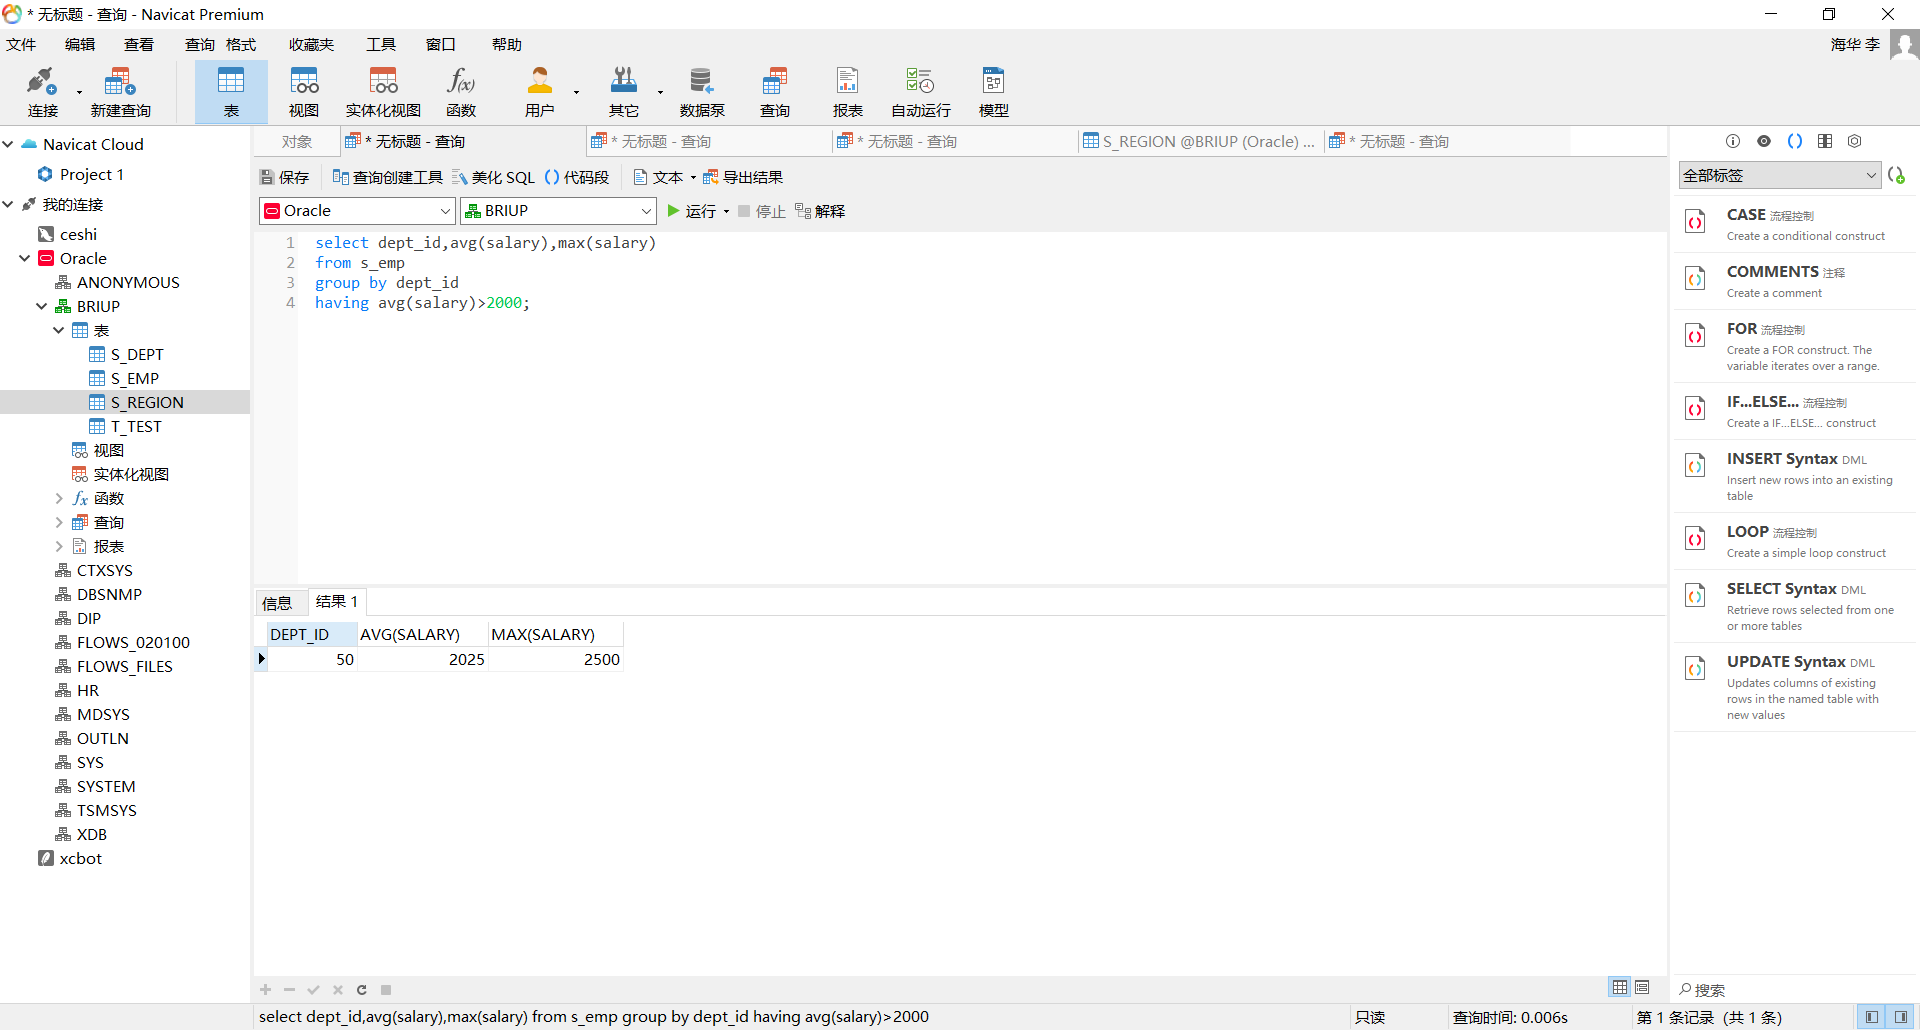 * 无标题 - 查询 - Navicat Premium
文件 编辑 查看 查询 格式 收藏夹 工具 窗口 帮助 海华 李
连接 新建查询 表 视图 实体化视图 函数 用户 其它 数据泵 查询 报表 自动运行 模型
对象 * 无标题 - 查询 * 无标题 - 查询 * 无标题 - 查询 S_REGION @BRIUP (Oracle) ... * 无标题 - 查询
保存 查询创建工具 美化 SQL () 代码段 文本 导出结果
Oracle BRIUP 运行 停止 解释
1 select dept_id,avg(salary),max(salary)
2 from s_emp
3 group by dept_id
4 having avg(salary)>2000;
Navicat Cloud
Project 1
我的连接
ceshi
Oracle
ANONYMOUS
BRIUP
表
S_DEPT
S_EMP
S_REGION
T_TEST
视图
实体化视图
fx 函数
查询
报表
CTXSYS
DBSNMP
DIP
FLOWS_020100
FLOWS_FILES
HR
MDSYS
OUTLN
SYS
SYSTEM
TSMSYS
XDB
xcbot
信息 结果 1
DEPT_ID AVG(SALARY) MAX(SALARY)
50 2025 2500
全部标签
CASE 流程控制
Create a conditional construct
COMMENTS 注释
Create a comment
FOR 流程控制
Create a FOR construct. The
variable iterates over a range.
IF...ELSE... 流程控制
Create a IF...ELSE... construct
INSERT Syntax DML
Insert new rows into an existing
table
LOOP 流程控制
Create a simple loop construct
SELECT Syntax DML
Retrieve rows selected from one
or more tables
UPDATE Syntax DML
Updates columns of existing
rows in the named table with
new values
搜索
select dept_id,avg(salary),max(salary) from s_emp group by dept_id having avg(salary)>2000 只读 查询时间: 0.006s 第 1 条记录 (共 1 条)